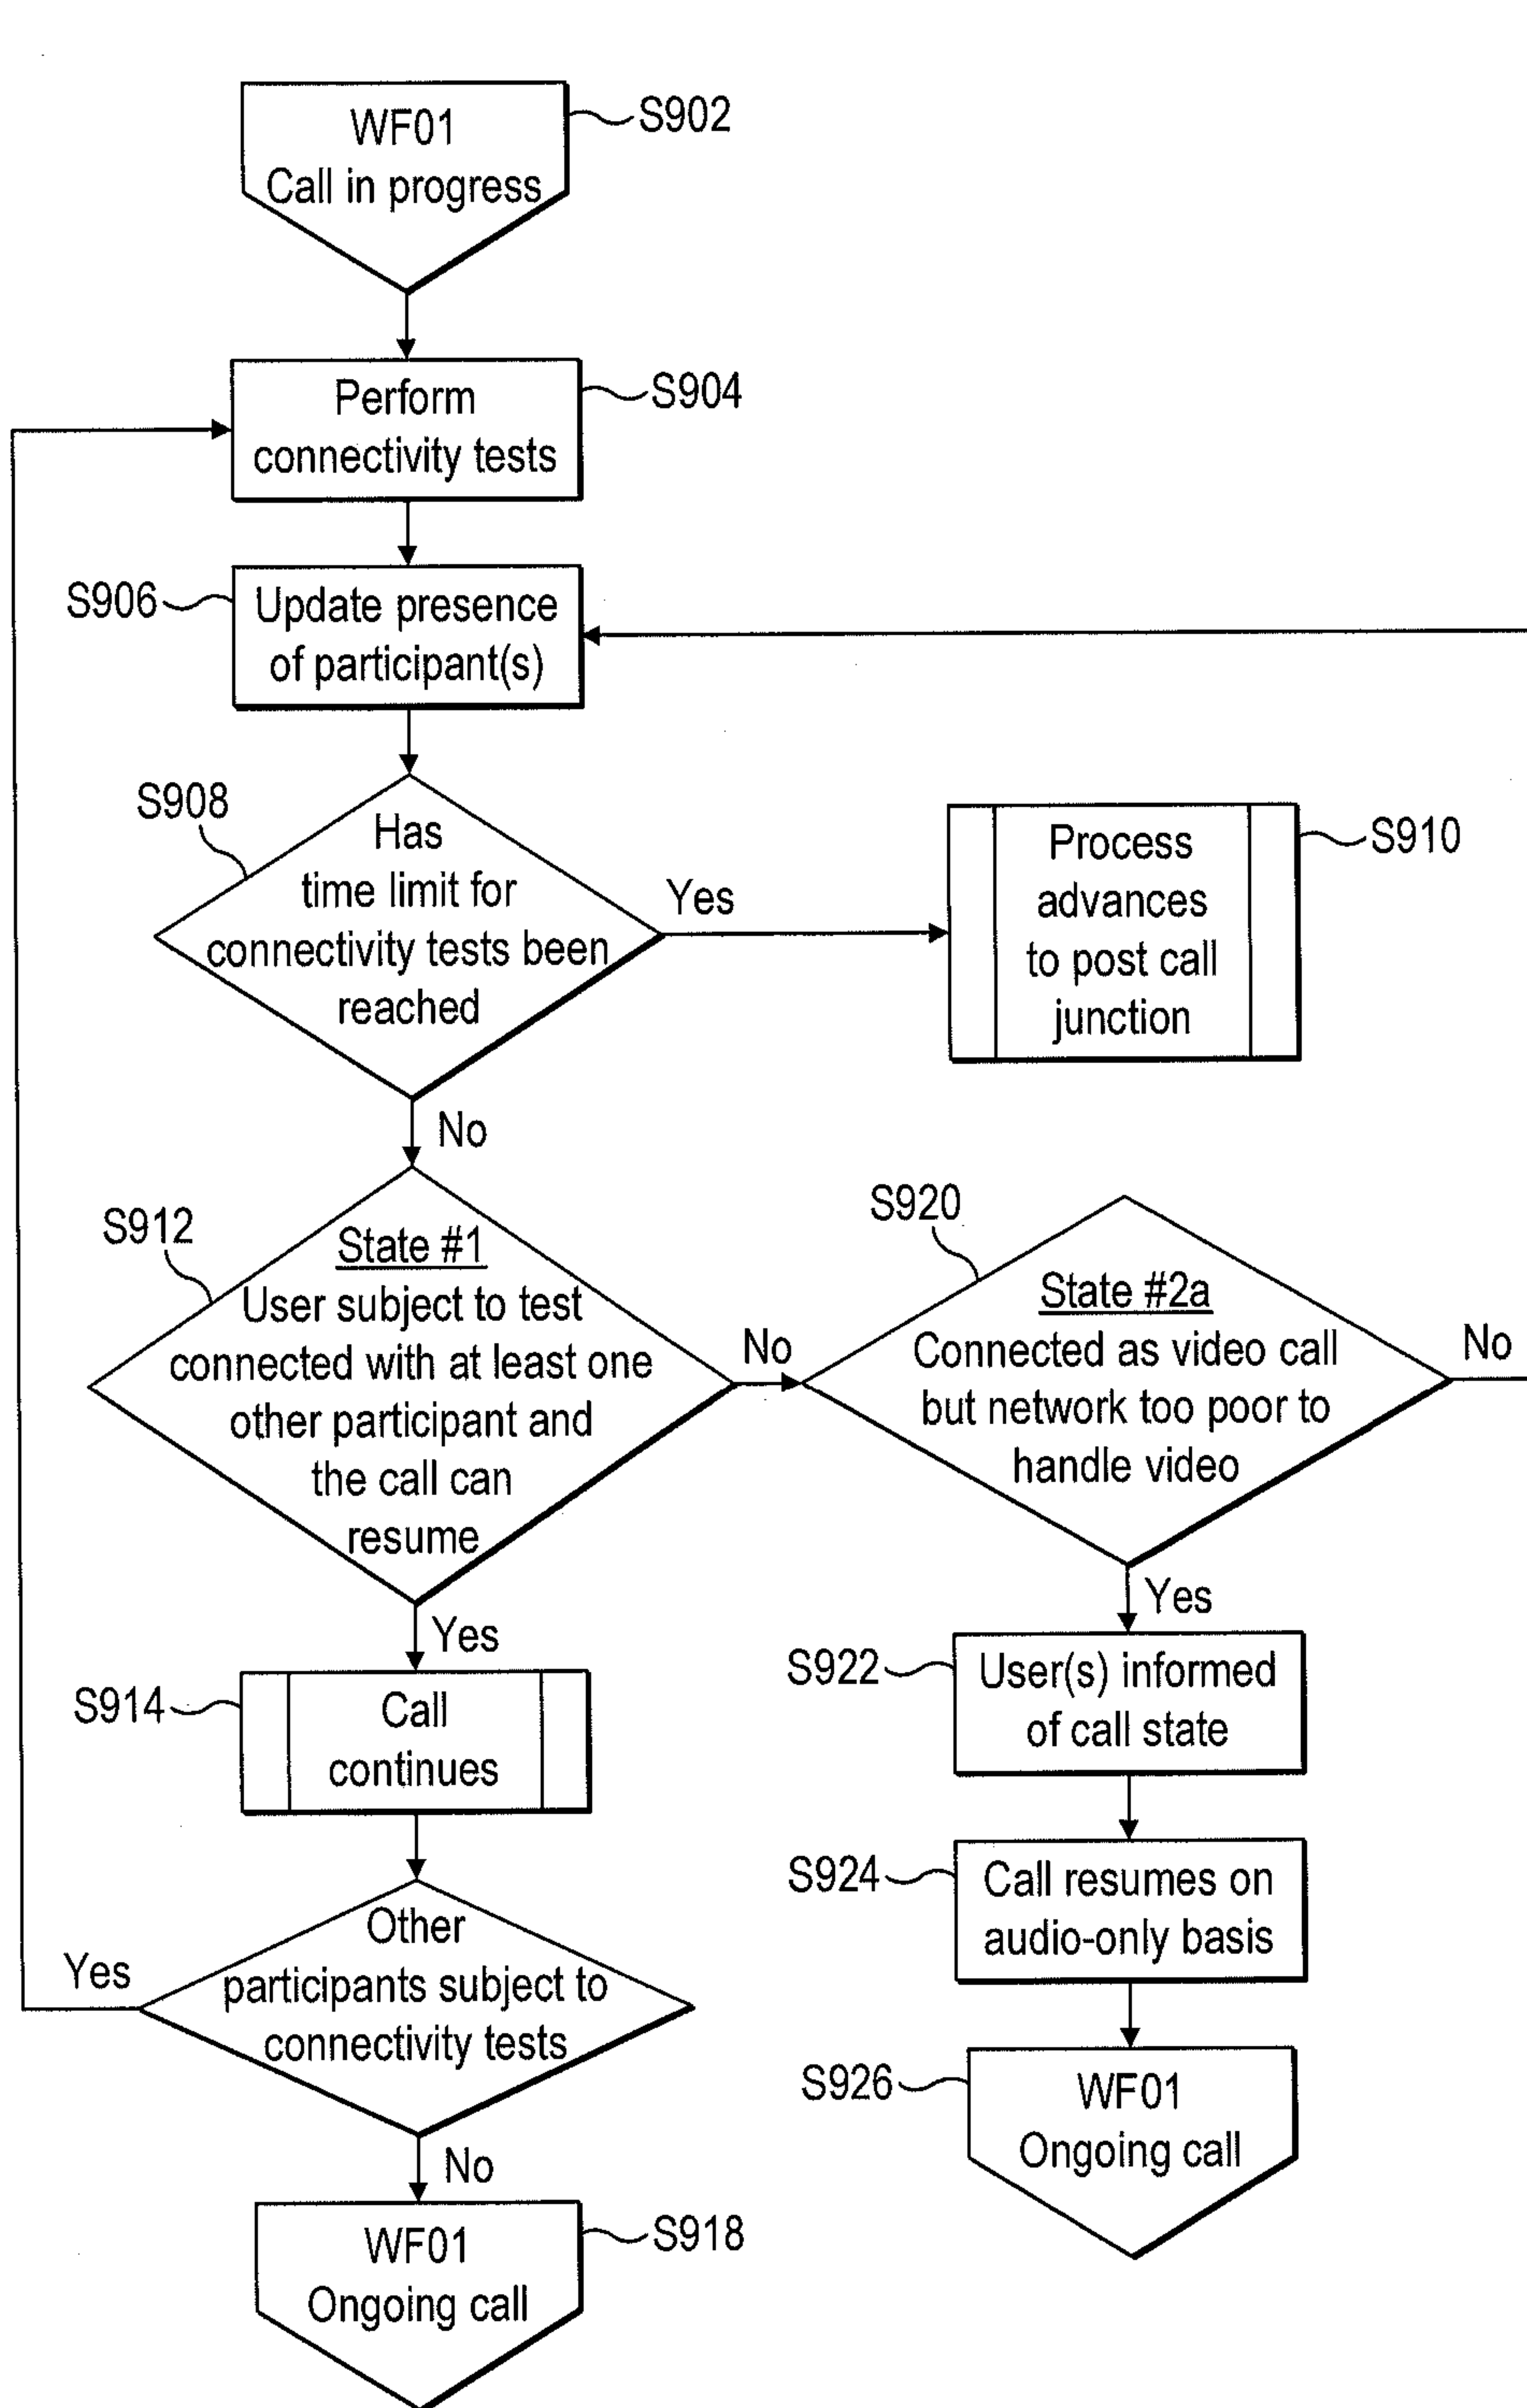 WF01
Call in progress
S902
Perform
connectivity tests
S904
S906
Update presence
of participant(s)
S908
Has
time limit for
connectivity tests been
reached
Yes
No
Process
advances
to post call
junction
S910
S912
State #1
User subject to test
connected with at least one
other participant and
the call can
resume
No
Yes
S920
State #2a
Connected as video call
but network too poor to
handle video
No
Yes
S914
Call
continues
S922
User(s) informed
of call state
S924
Call resumes on
audio-only basis
Other
participants subject to
connectivity tests
Yes
No
S926
WF01
Ongoing call
WF01
Ongoing call
S918